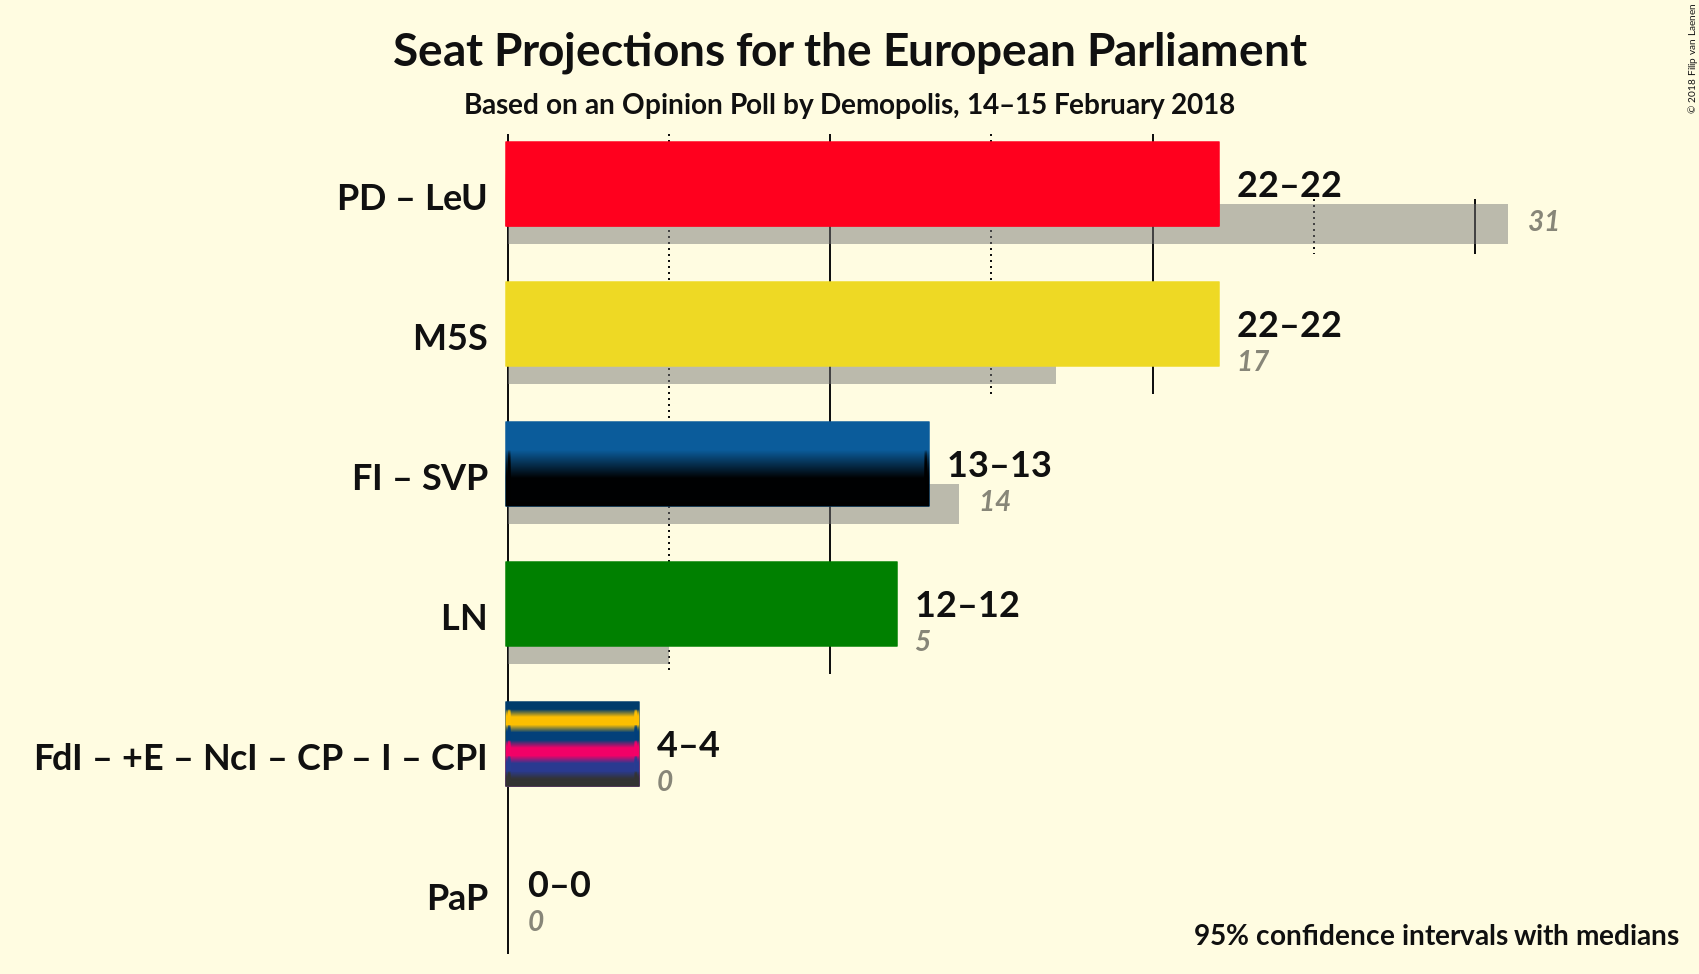 Seat Projections for the European Parliament
Based on an Opinion Poll by Demopolis, 14–15 February 2018
© 2018 Filip van Laenen
PD – LeU
22–22
31
M5S
22–22
17
FI – SVP
13–13
14
LN
12–12
5
FdI – +E – NcI – CP – I – CPI
4–4
0
PaP
0–0
0
95% confidence intervals with medians